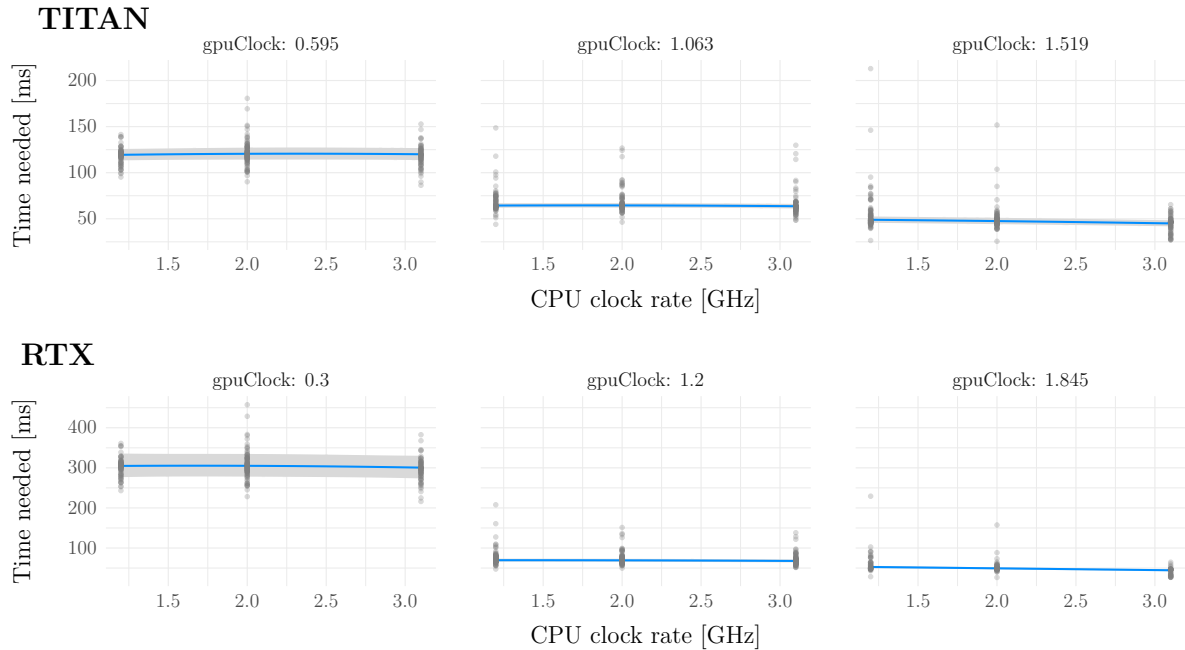 TITAN
gpuClock: 0.595 gpuClock: 1.063 gpuClock: 1.519
Time needed [ms]
200
150
100
50
1.5 2.0 2.5 3.0 1.5 2.0 2.5 3.0 1.5 2.0 2.5 3.0
CPU clock rate [GHz]
RTX
gpuClock: 0.3 gpuClock: 1.2 gpuClock: 1.845
Time needed [ms]
400
300
200
100
1.5 2.0 2.5 3.0 1.5 2.0 2.5 3.0 1.5 2.0 2.5 3.0
CPU clock rate [GHz]